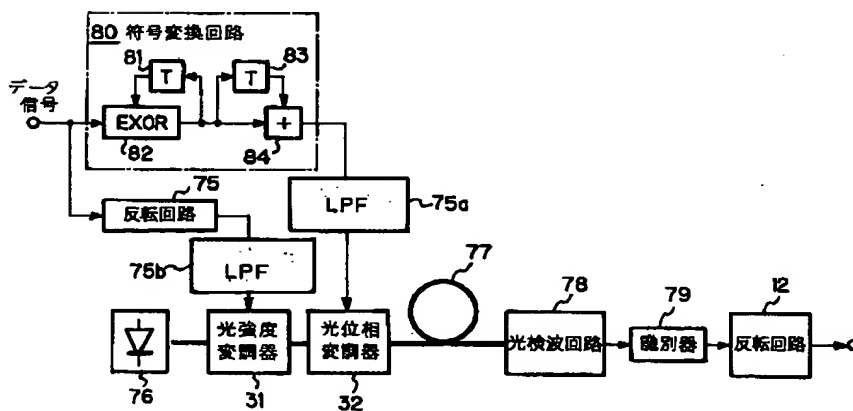 80 符号変換回路
81
T
83
T
データ
信号
EXOR
82
+
84
75
反転回路
LPF
75a
75b
LPF
77
78
79
12
光強度
変調器
光位相
変調器
光検波回路
識別器
反転回路
76
31
32